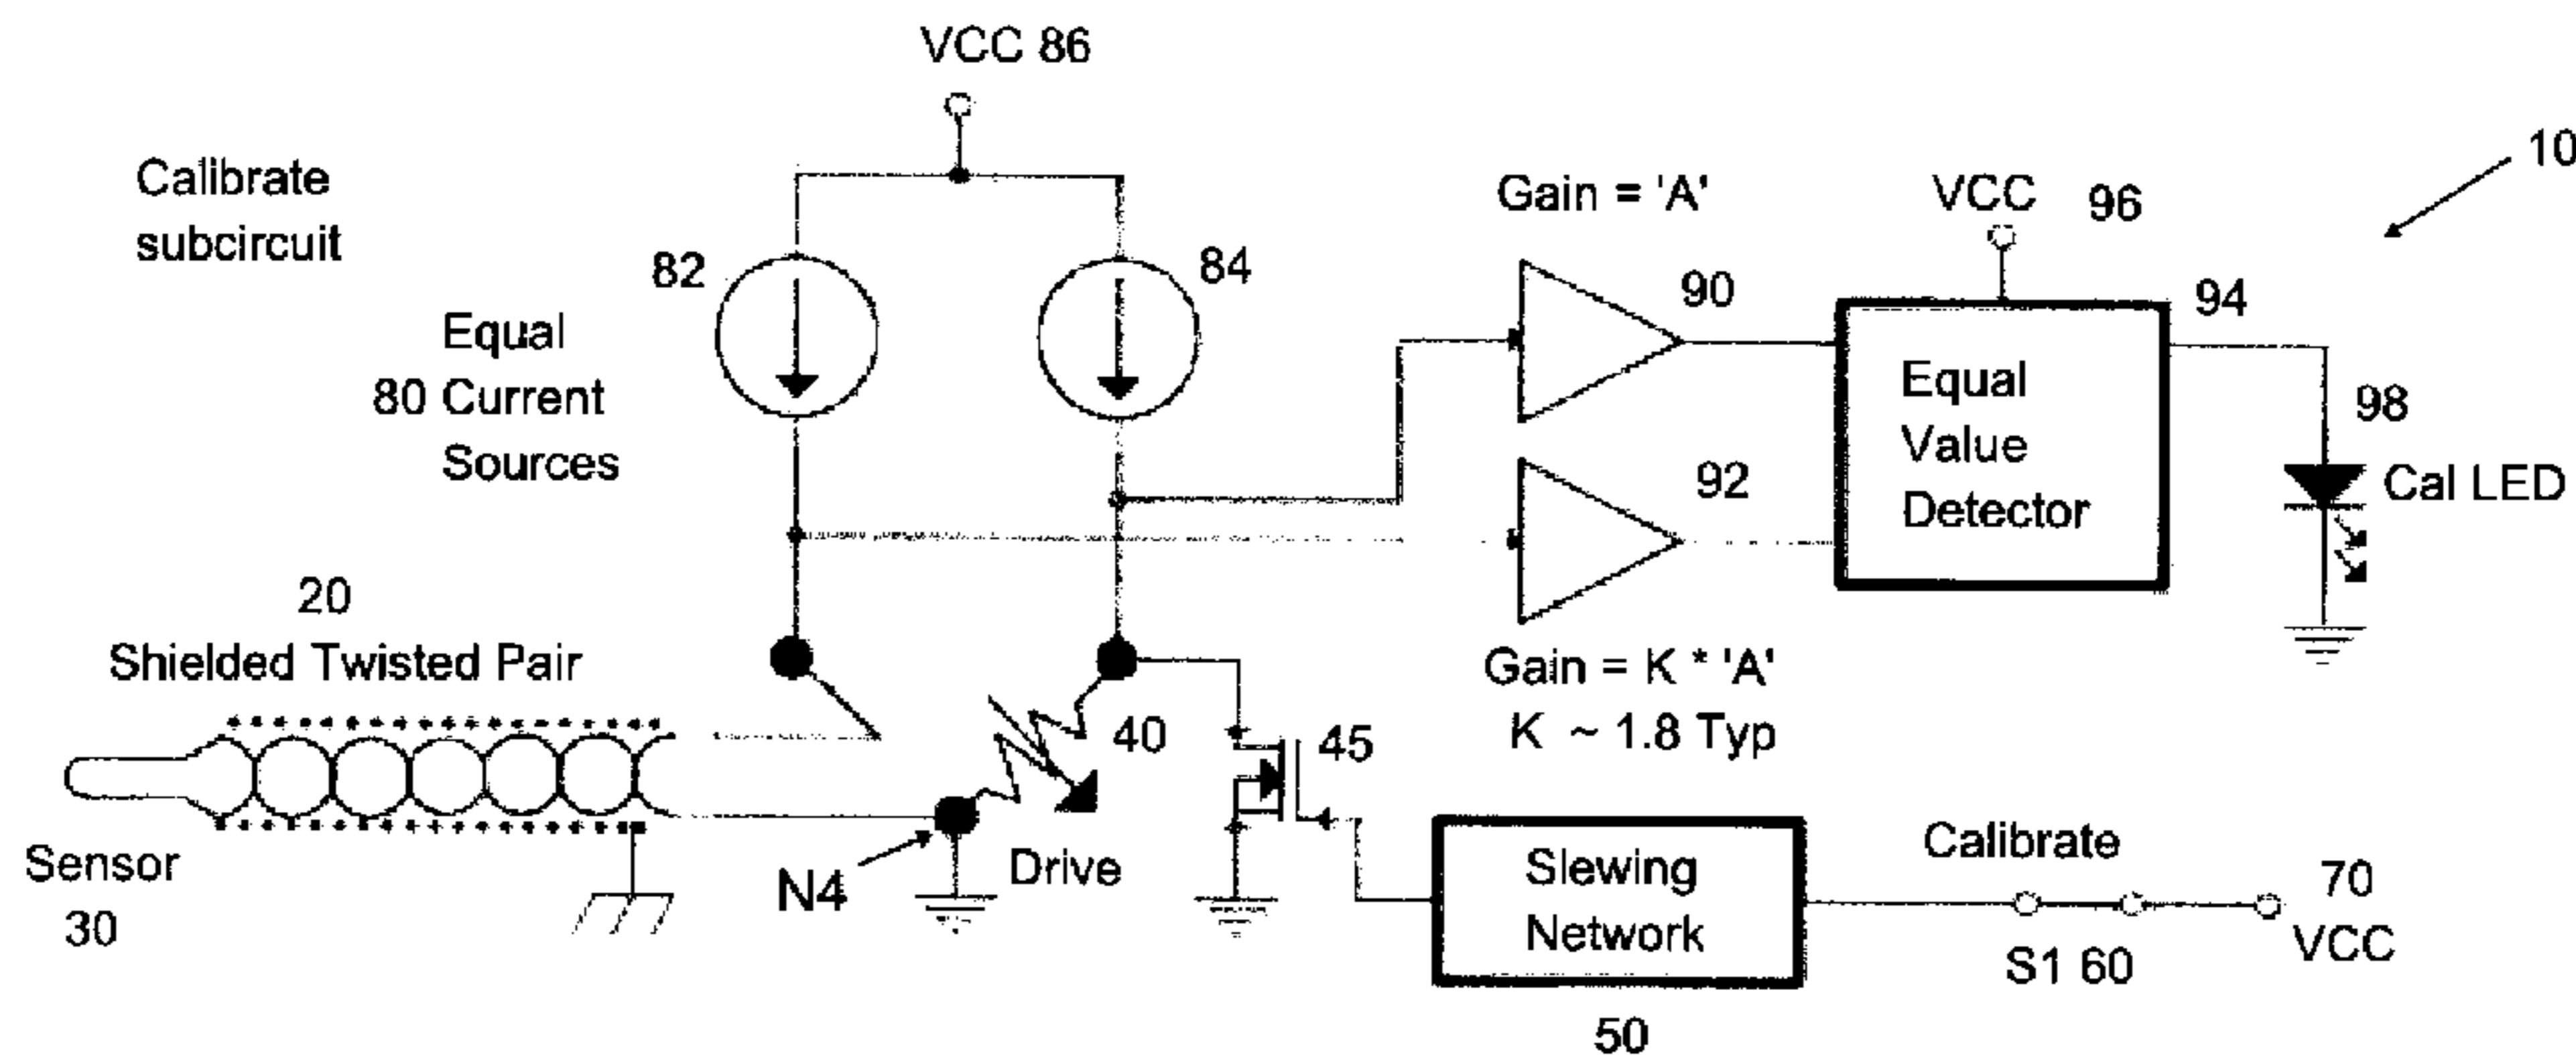 VCC 86
10
Calibrate
subcircuit
Gain = 'A'
VCC 96
82
84
90
94
Equal
80 Current
Sources
Equal
Value
Detector
98
Cal LED
92
20
Shielded Twisted Pair
Gain = K * 'A'
K ~ 1.8 Typ
40
45
Sensor
30
N4
Drive
Slewing
Network
50
Calibrate
S1 60
70
VCC